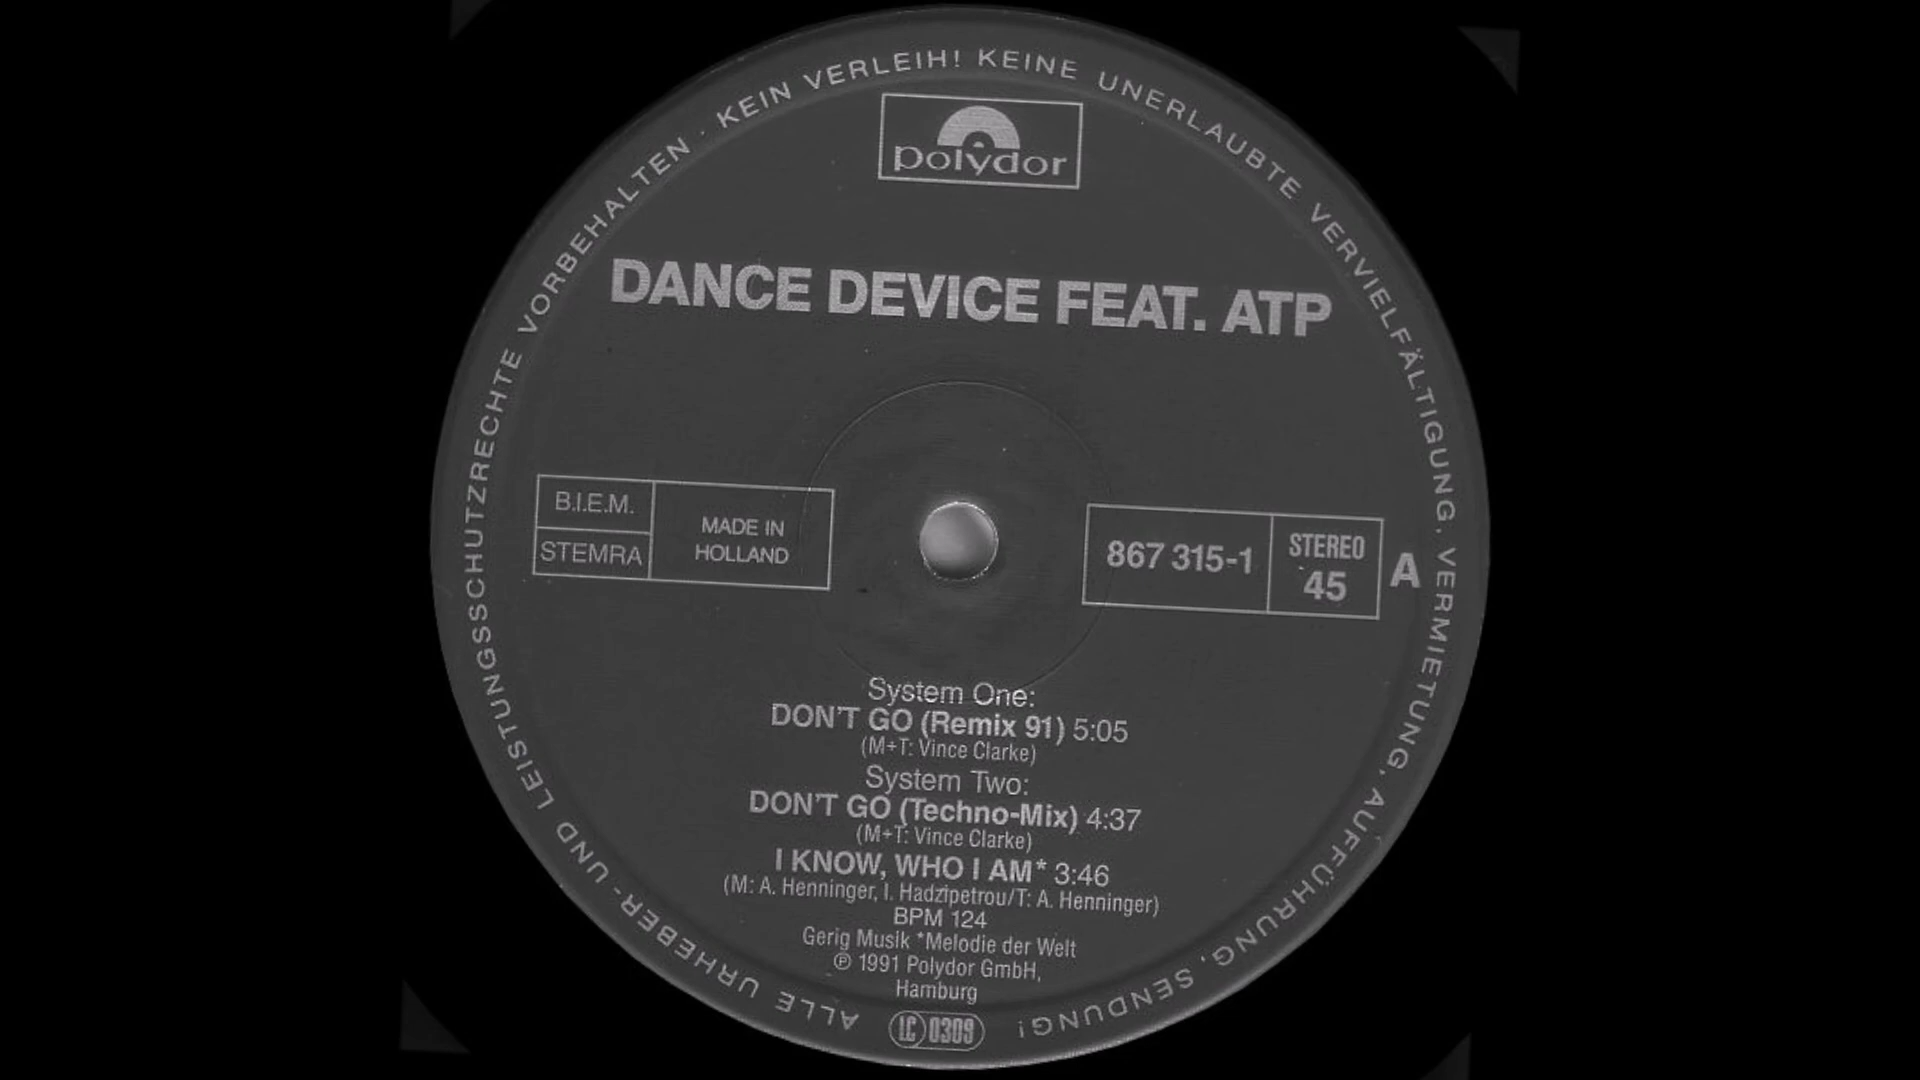 ALLE URHEBER- UND LEISTUNGSSCHUTZRECHTE VORBEHALTEN · KEIN VERLEIH! KEINE UNERLAUBTE VERVIELFÄLTIGUNG, VERMIETUNG, AUFFÜHRUNG, SENDUNG!
polydor
DANCE DEVICE FEAT. ATP
B.I.E.M.
STEMRA
MADE IN
HOLLAND
867 315-1
STEREO
45
A
System One:
DON'T GO (Remix 91) 5:05
(M+T: Vince Clarke)
System Two:
DON'T GO (Techno-Mix) 4:37
(M+T: Vince Clarke)
I KNOW, WHO I AM* 3:46
(M: A. Henninger, I. Hadzipetrou/T: A. Henninger)
BPM 124
Gerig Musik *Melodie der Welt
℗ 1991 Polydor GmbH,
Hamburg
LC 0309